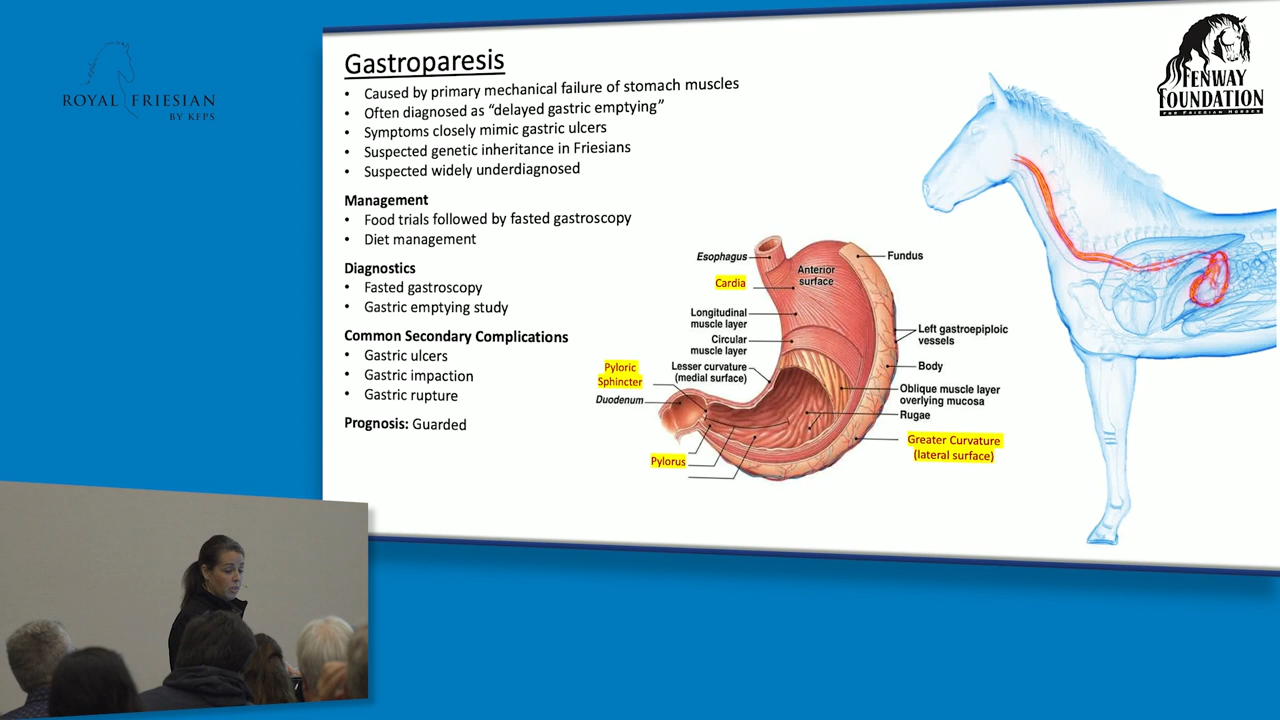 ROYAL FRIESIAN
BY KFPS
Gastroparesis
• Caused by primary mechanical failure of stomach muscles
• Often diagnosed as “delayed gastric emptying”
• Symptoms closely mimic gastric ulcers
• Suspected genetic inheritance in Friesians
• Suspected widely underdiagnosed
Management
• Food trials followed by fasted gastroscopy
• Diet management
Diagnostics
• Fasted gastroscopy
• Gastric emptying study
Common Secondary Complications
• Gastric ulcers
• Gastric impaction
• Gastric rupture
Prognosis: Guarded
Esophagus
Cardia
Longitudinal
muscle layer
Circular
muscle layer
Lesser curvature
(medial surface)
Pyloric
Sphincter
Duodenum
Pylorus
Anterior
surface
Fundus
Left gastroepiploic
vessels
Body
Oblique muscle layer
overlying mucosa
Rugae
Greater Curvature
(lateral surface)
FENWAY
FOUNDATION
FOR FRIESIAN HORSES